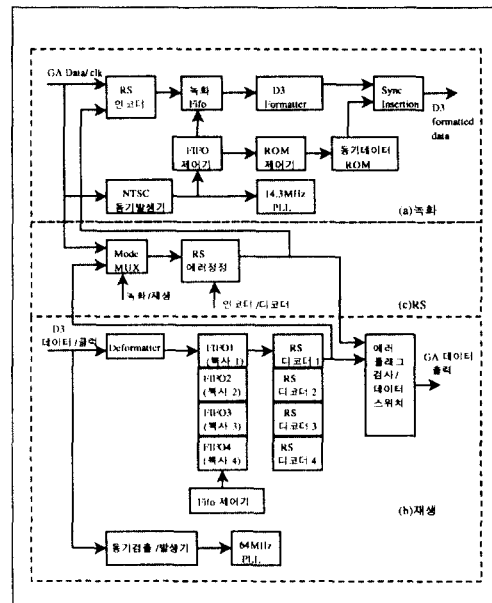 GA Data/ clk
RS
인코더
녹화
Fifo
D3
Formatter
Sync
Insertion
D3
formatted
data
FIFO
제어기
ROM
제어기
동기데이터
ROM
NTSC
동기발생기
14.3MHz
PLL
(a)녹화
Mode
MUX
RS
에러정정
녹화/재생
인코더/디코더
(c)RS
D3
데이터/클럭
Deformatter
FIFO1
(복사 1)
RS
디코더 1
에러
플래그
검사/
데이터
스위치
GA 데이터
출력
FIFO2
(복사 2)
RS
디코더 2
FIFO3
(복사 3)
RS
디코더 3
FIFO4
(복사 4)
RS
디코더 4
Fifo 제어기
(b)재생
동기검출/발생기
64MHz
PLL